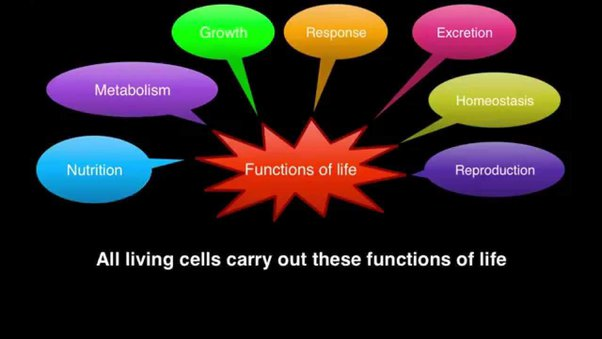 Growth
Response
Excretion
Metabolism
Homeostasis
Nutrition
Functions of life
Reproduction
All living cells carry out these functions of life